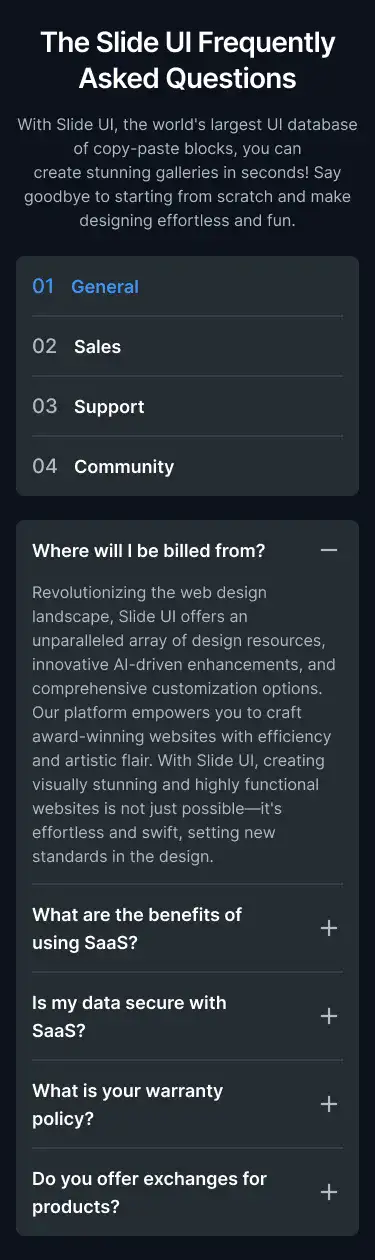 The Slide UI Frequently
Asked Questions
With Slide UI, the world's largest UI database
of copy-paste blocks, you can
create stunning galleries in seconds! Say
goodbye to starting from scratch and make
designing effortless and fun.
01 General
02 Sales
03 Support
04 Community
Where will I be billed from?
Revolutionizing the web design
landscape, Slide UI offers an
unparalleled array of design resources,
innovative AI-driven enhancements, and
comprehensive customization options.
Our platform empowers you to craft
award-winning websites with efficiency
and artistic flair. With Slide UI, creating
visually stunning and highly functional
websites is not just possible—it's
effortless and swift, setting new
standards in the design.
What are the benefits of
using SaaS?
Is my data secure with
SaaS?
What is your warranty
policy?
Do you offer exchanges for
products?